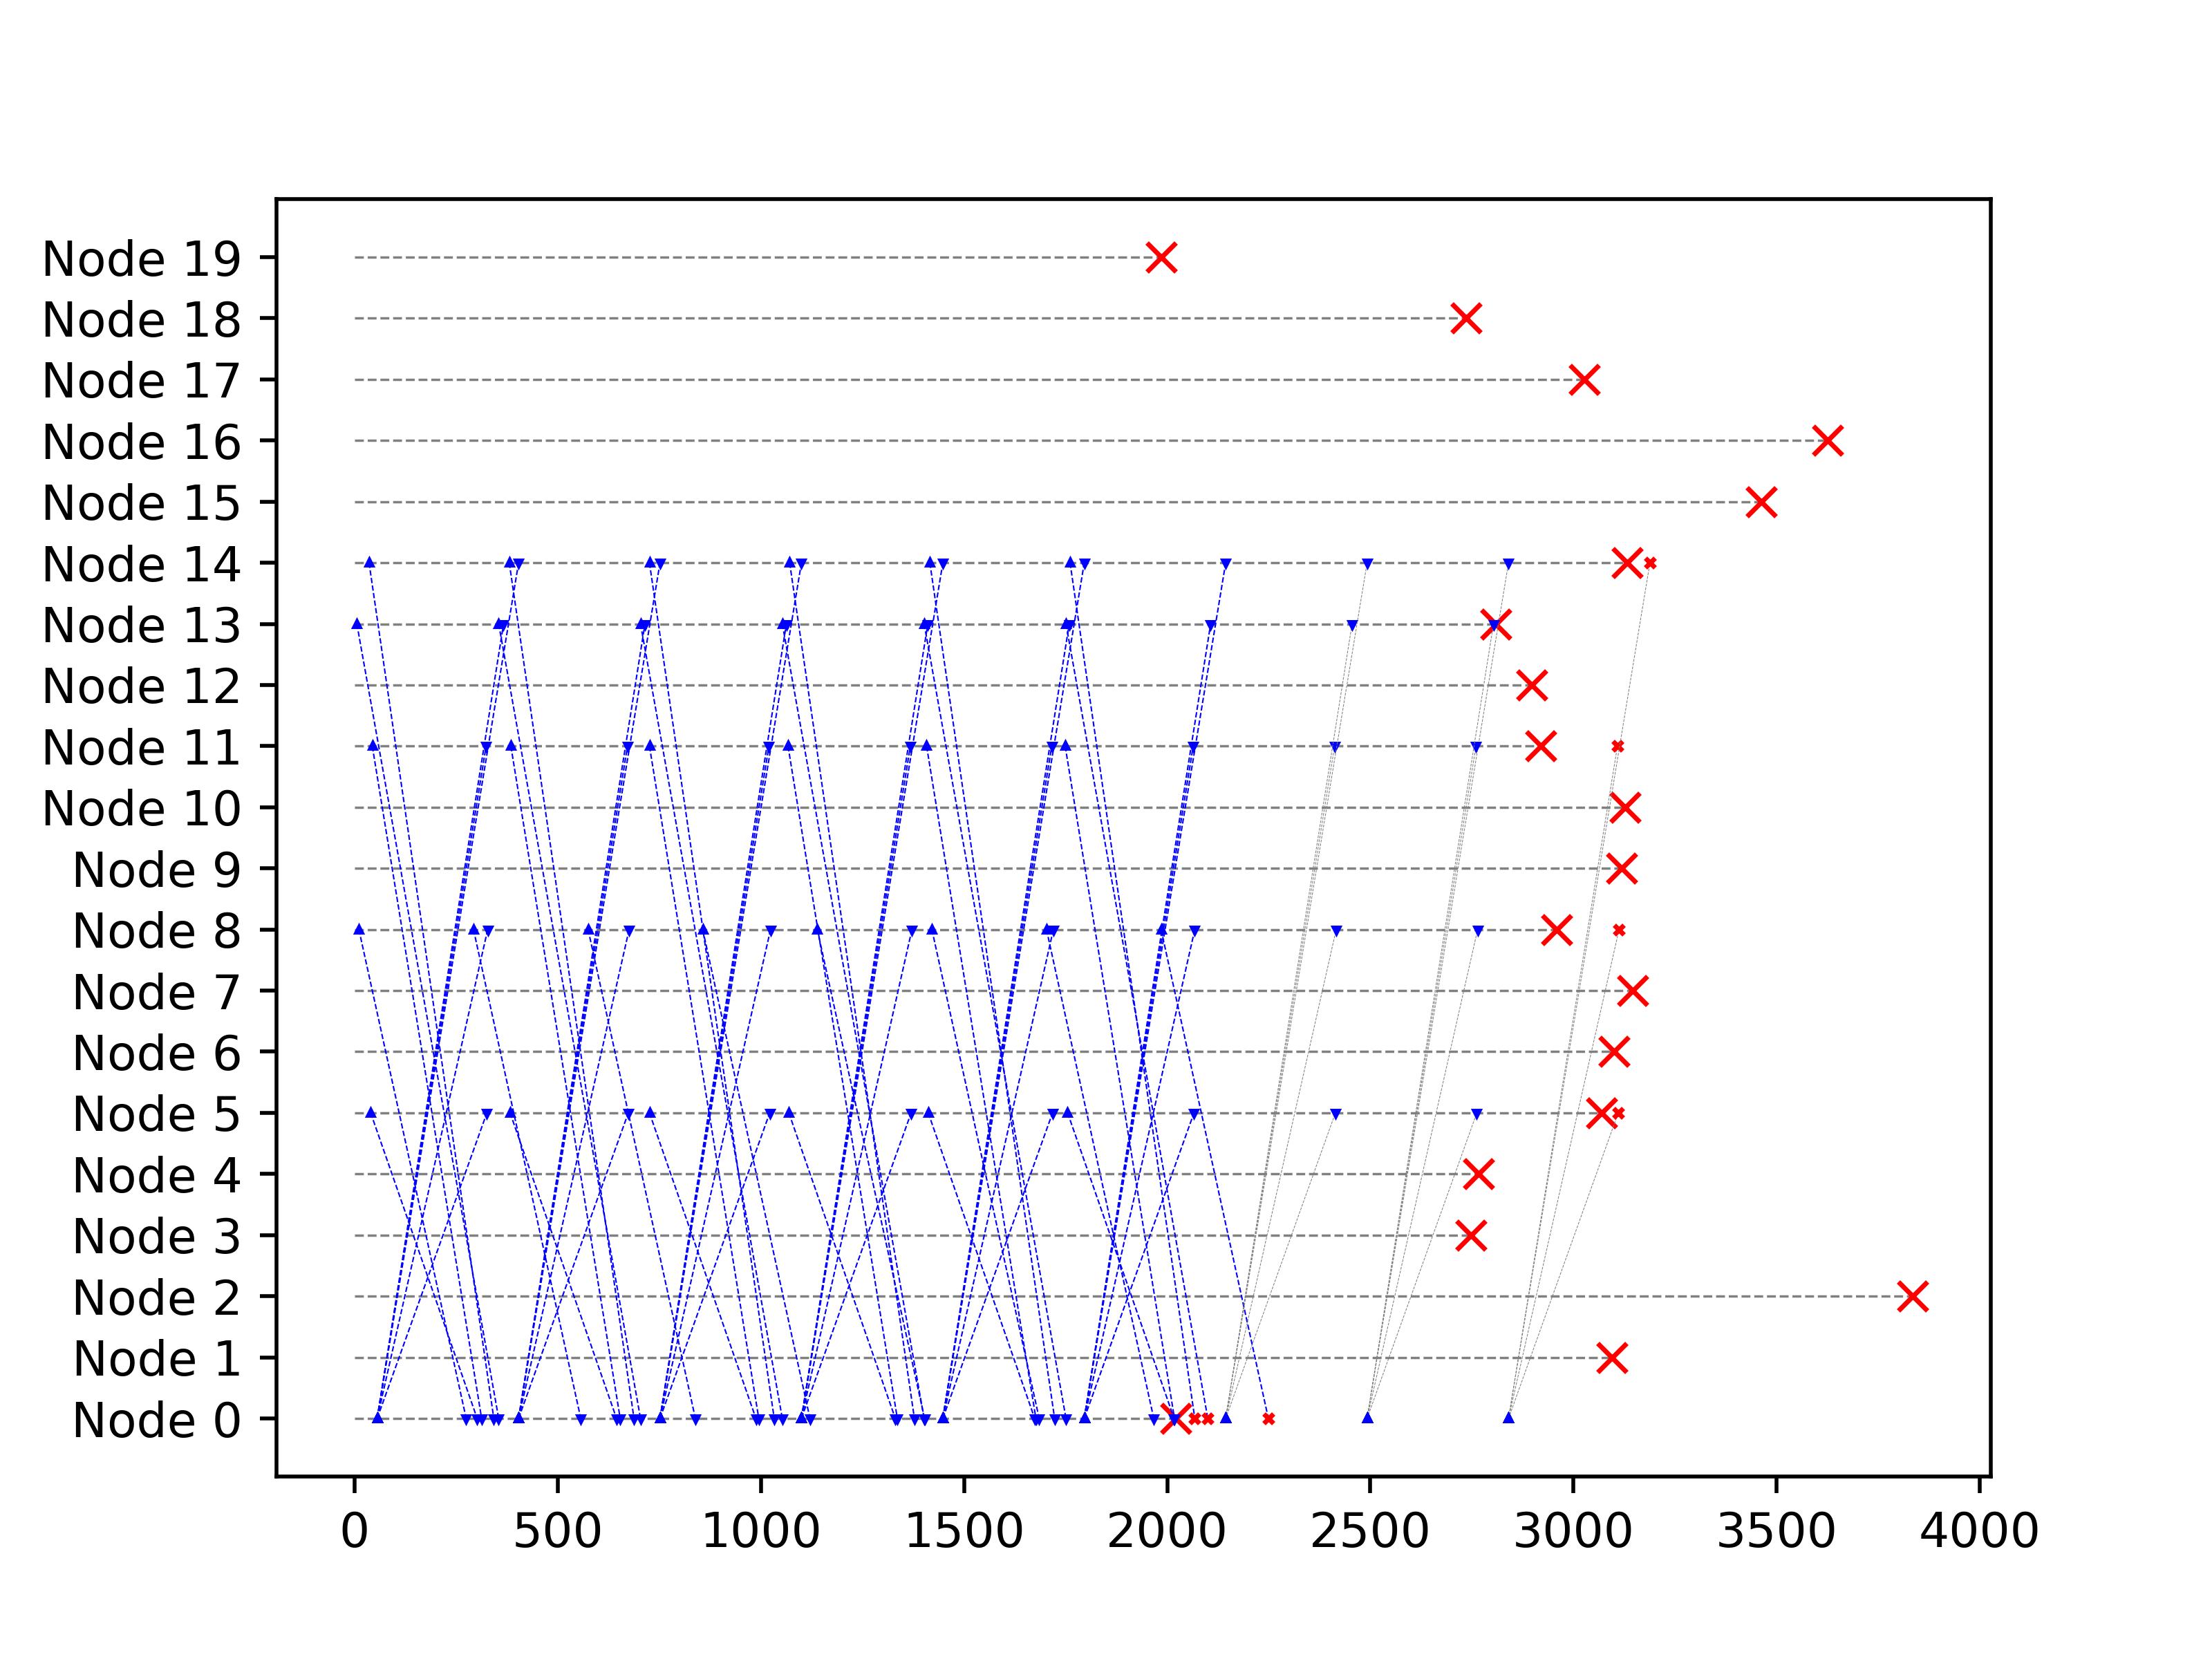 Node 19
Node 18
Node 17
Node 16
Node 15
Node 14
Node 13
Node 12
Node 11
Node 10
Node 9
Node 8
Node 7
Node 6
Node 5
Node 4
Node 3
Node 2
Node 1
Node 0
0 500 1000 1500 2000 2500 3000 3500 4000